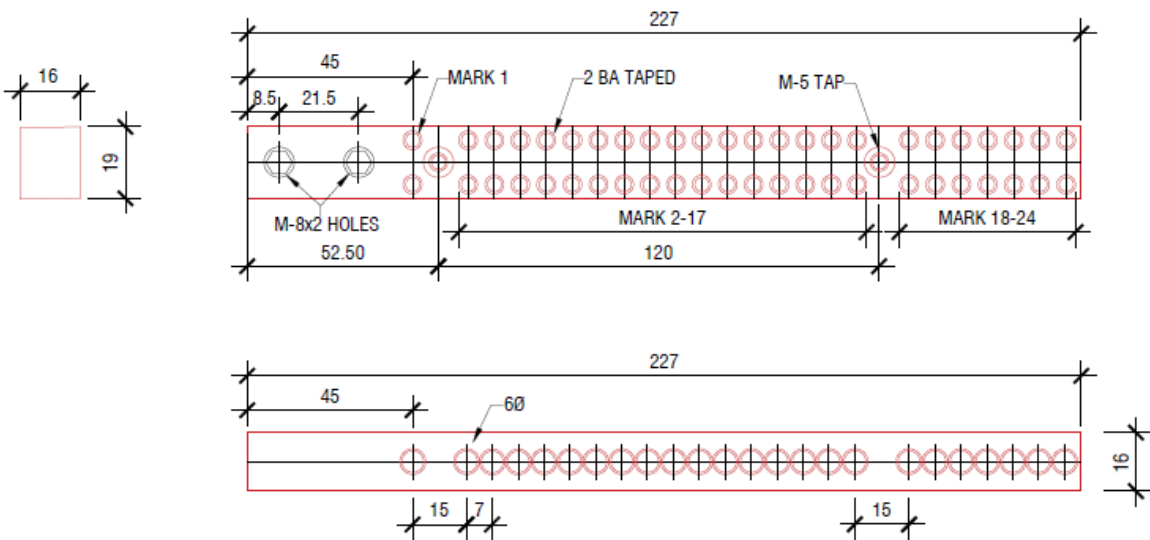 227
45
16
MARK 1
2 BA TAPED
M-5 TAP
8.5
21.5
19
M-8x2 HOLES
MARK 2-17
MARK 18-24
52.50
120
227
45
6Ø
16
15
7
15